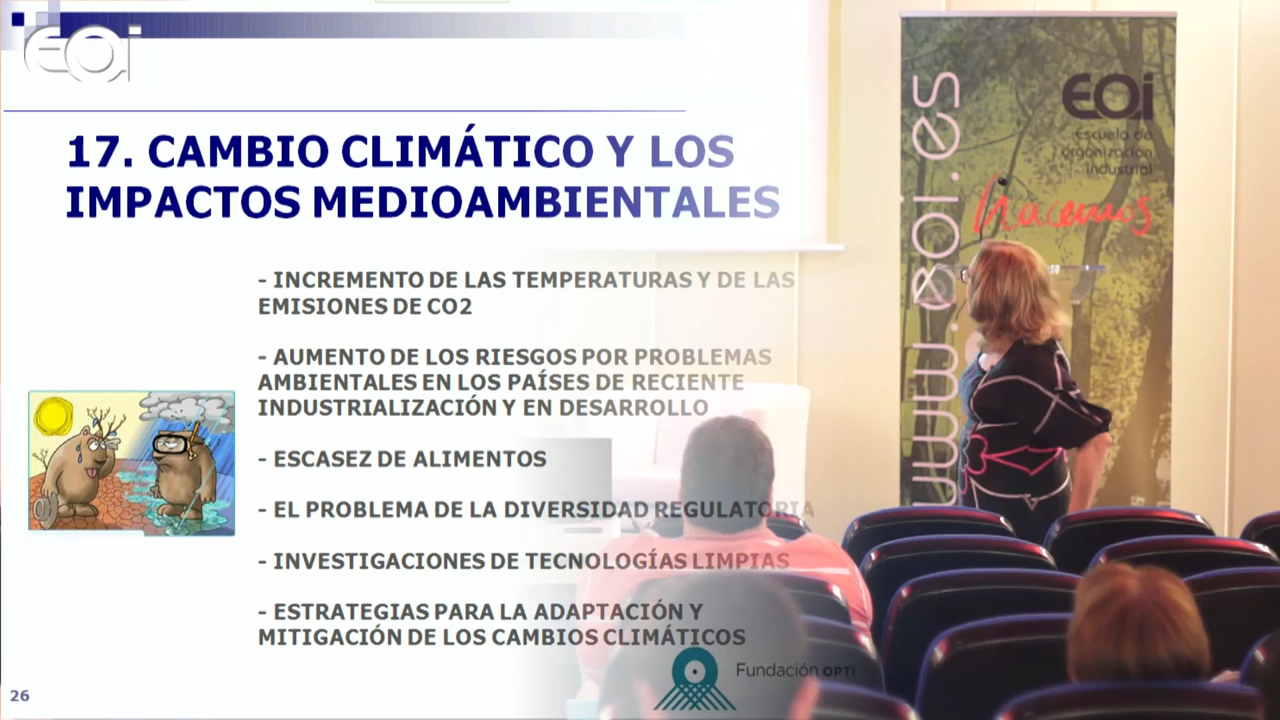 EOi
17. CAMBIO CLIMÁTICO Y LOS
IMPACTOS MEDIOAMBIENTALES
- INCREMENTO DE LAS TEMPERATURAS Y DE LAS
EMISIONES DE CO2
- AUMENTO DE LOS RIESGOS POR PROBLEMAS
AMBIENTALES EN LOS PAÍSES DE RECIENTE
INDUSTRIALIZACIÓN Y EN DESARROLLO
- ESCASEZ DE ALIMENTOS
- EL PROBLEMA DE LA DIVERSIDAD REGULATORIA
- INVESTIGACIONES DE TECNOLOGÍAS LIMPIAS
- ESTRATEGIAS PARA LA ADAPTACIÓN Y
MITIGACIÓN DE LOS CAMBIOS CLIMÁTICOS
Fundación OPTI
26
www.eoi.es
EOi
Escuela de
organización
industrial
hacemos